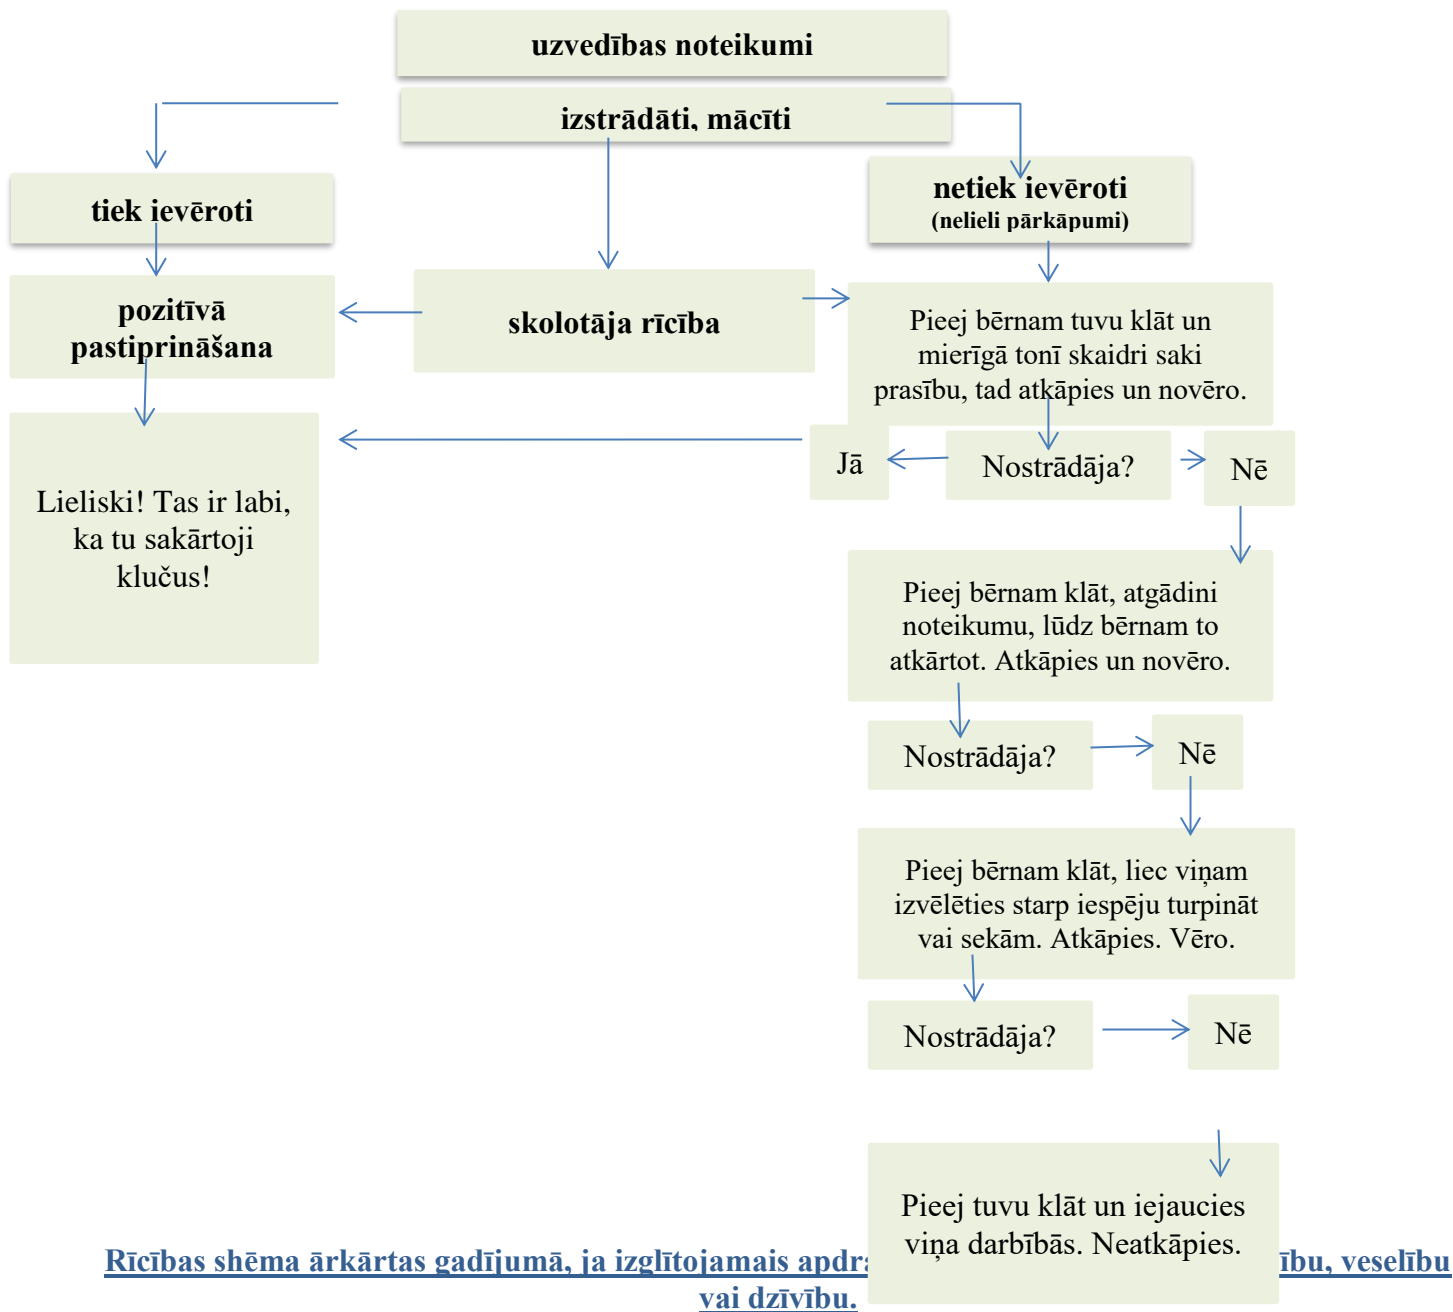 uzvedības noteikumi
izstrādāti, mācīti
tiek ievēroti
netiek ievēroti
(nelieli pārkāpumi)
pozitīvā
pastiprināšana
skolotāja rīcība
Pieej bērnam tuvu klāt un
mierīgā tonī skaidri saki
prasību, tad atkāpies un novēro.
Jā
Nostrādāja?
Nē
Lieliski! Tas ir labi,
ka tu sakārtoji
klučus!
Pieej bērnam klāt, atgādini
noteikumu, lūdz bērnam to
atkārtot. Atkāpies un novēro.
Nostrādāja?
Nē
Pieej bērnam klāt, liec viņam
izvēlēties starp iespēju turpināt
vai sekām. Atkāpies. Vēro.
Nostrādāja?
Nē
Pieej tuvu klāt un iejaucies
viņa darbībās. Neatkāpies.
Rīcības shēma ārkārtas gadījumā, ja izglītojamais veselību
vai dzīvību.